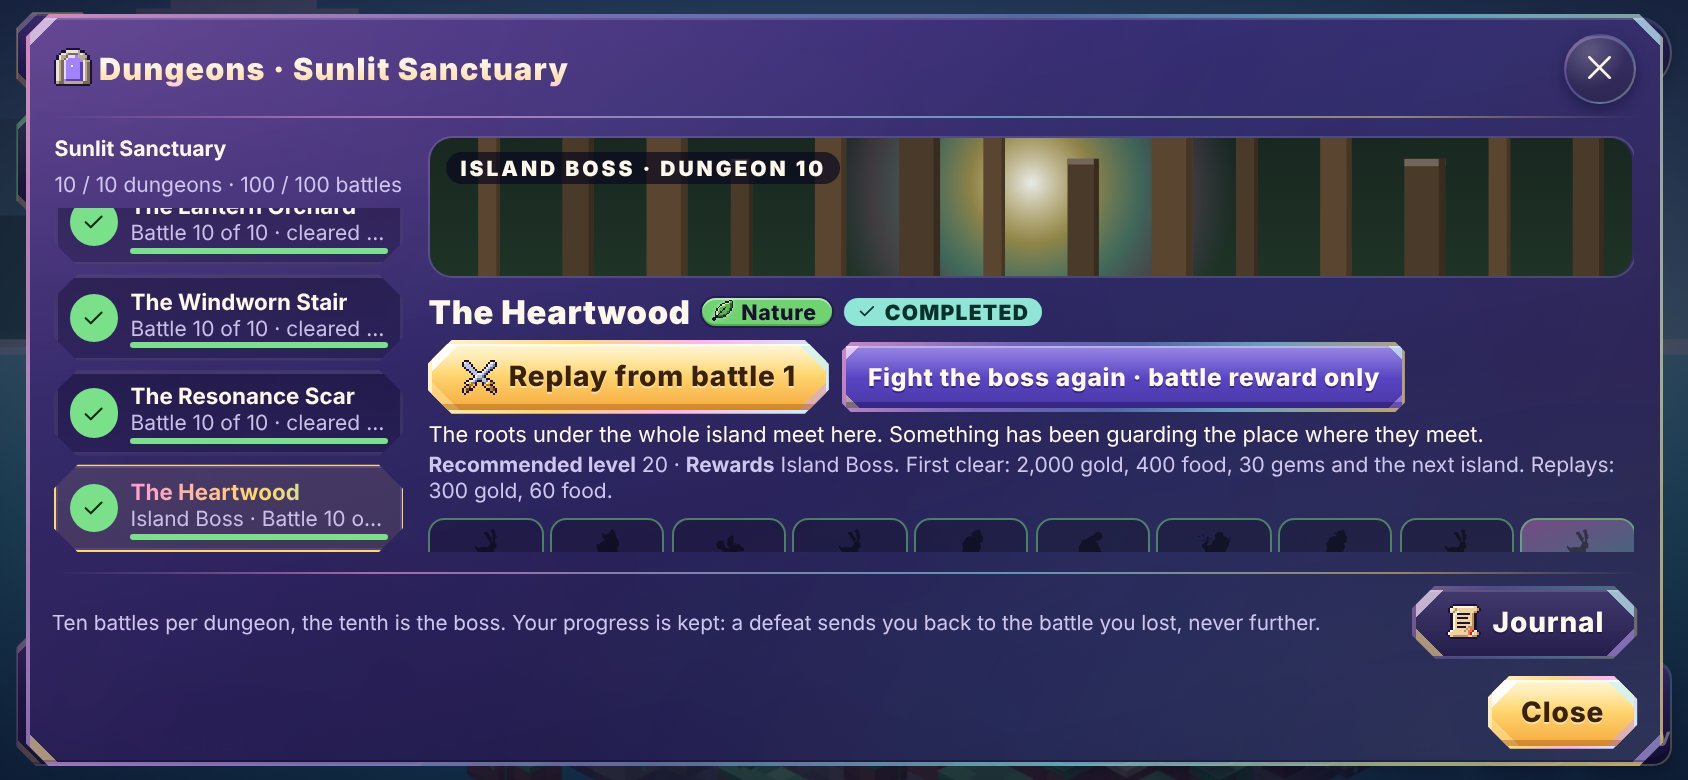 Dungeons · Sunlit Sanctuary
Sunlit Sanctuary
10 / 10 dungeons · 100 / 100 battles
The Lantern Orchard
Battle 10 of 10 · cleared ...
The Windworn Stair
Battle 10 of 10 · cleared ...
The Resonance Scar
Battle 10 of 10 · cleared ...
The Heartwood
Island Boss · Battle 10 o...
ISLAND BOSS · DUNGEON 10
The Heartwood
Nature
COMPLETED
Replay from battle 1
Fight the boss again · battle reward only
The roots under the whole island meet here. Something has been guarding the place where they meet.
Recommended level 20 · Rewards Island Boss. First clear: 2,000 gold, 400 food, 30 gems and the next island. Replays:
300 gold, 60 food.
Ten battles per dungeon, the tenth is the boss. Your progress is kept: a defeat sends you back to the battle you lost, never further.
Journal
Close